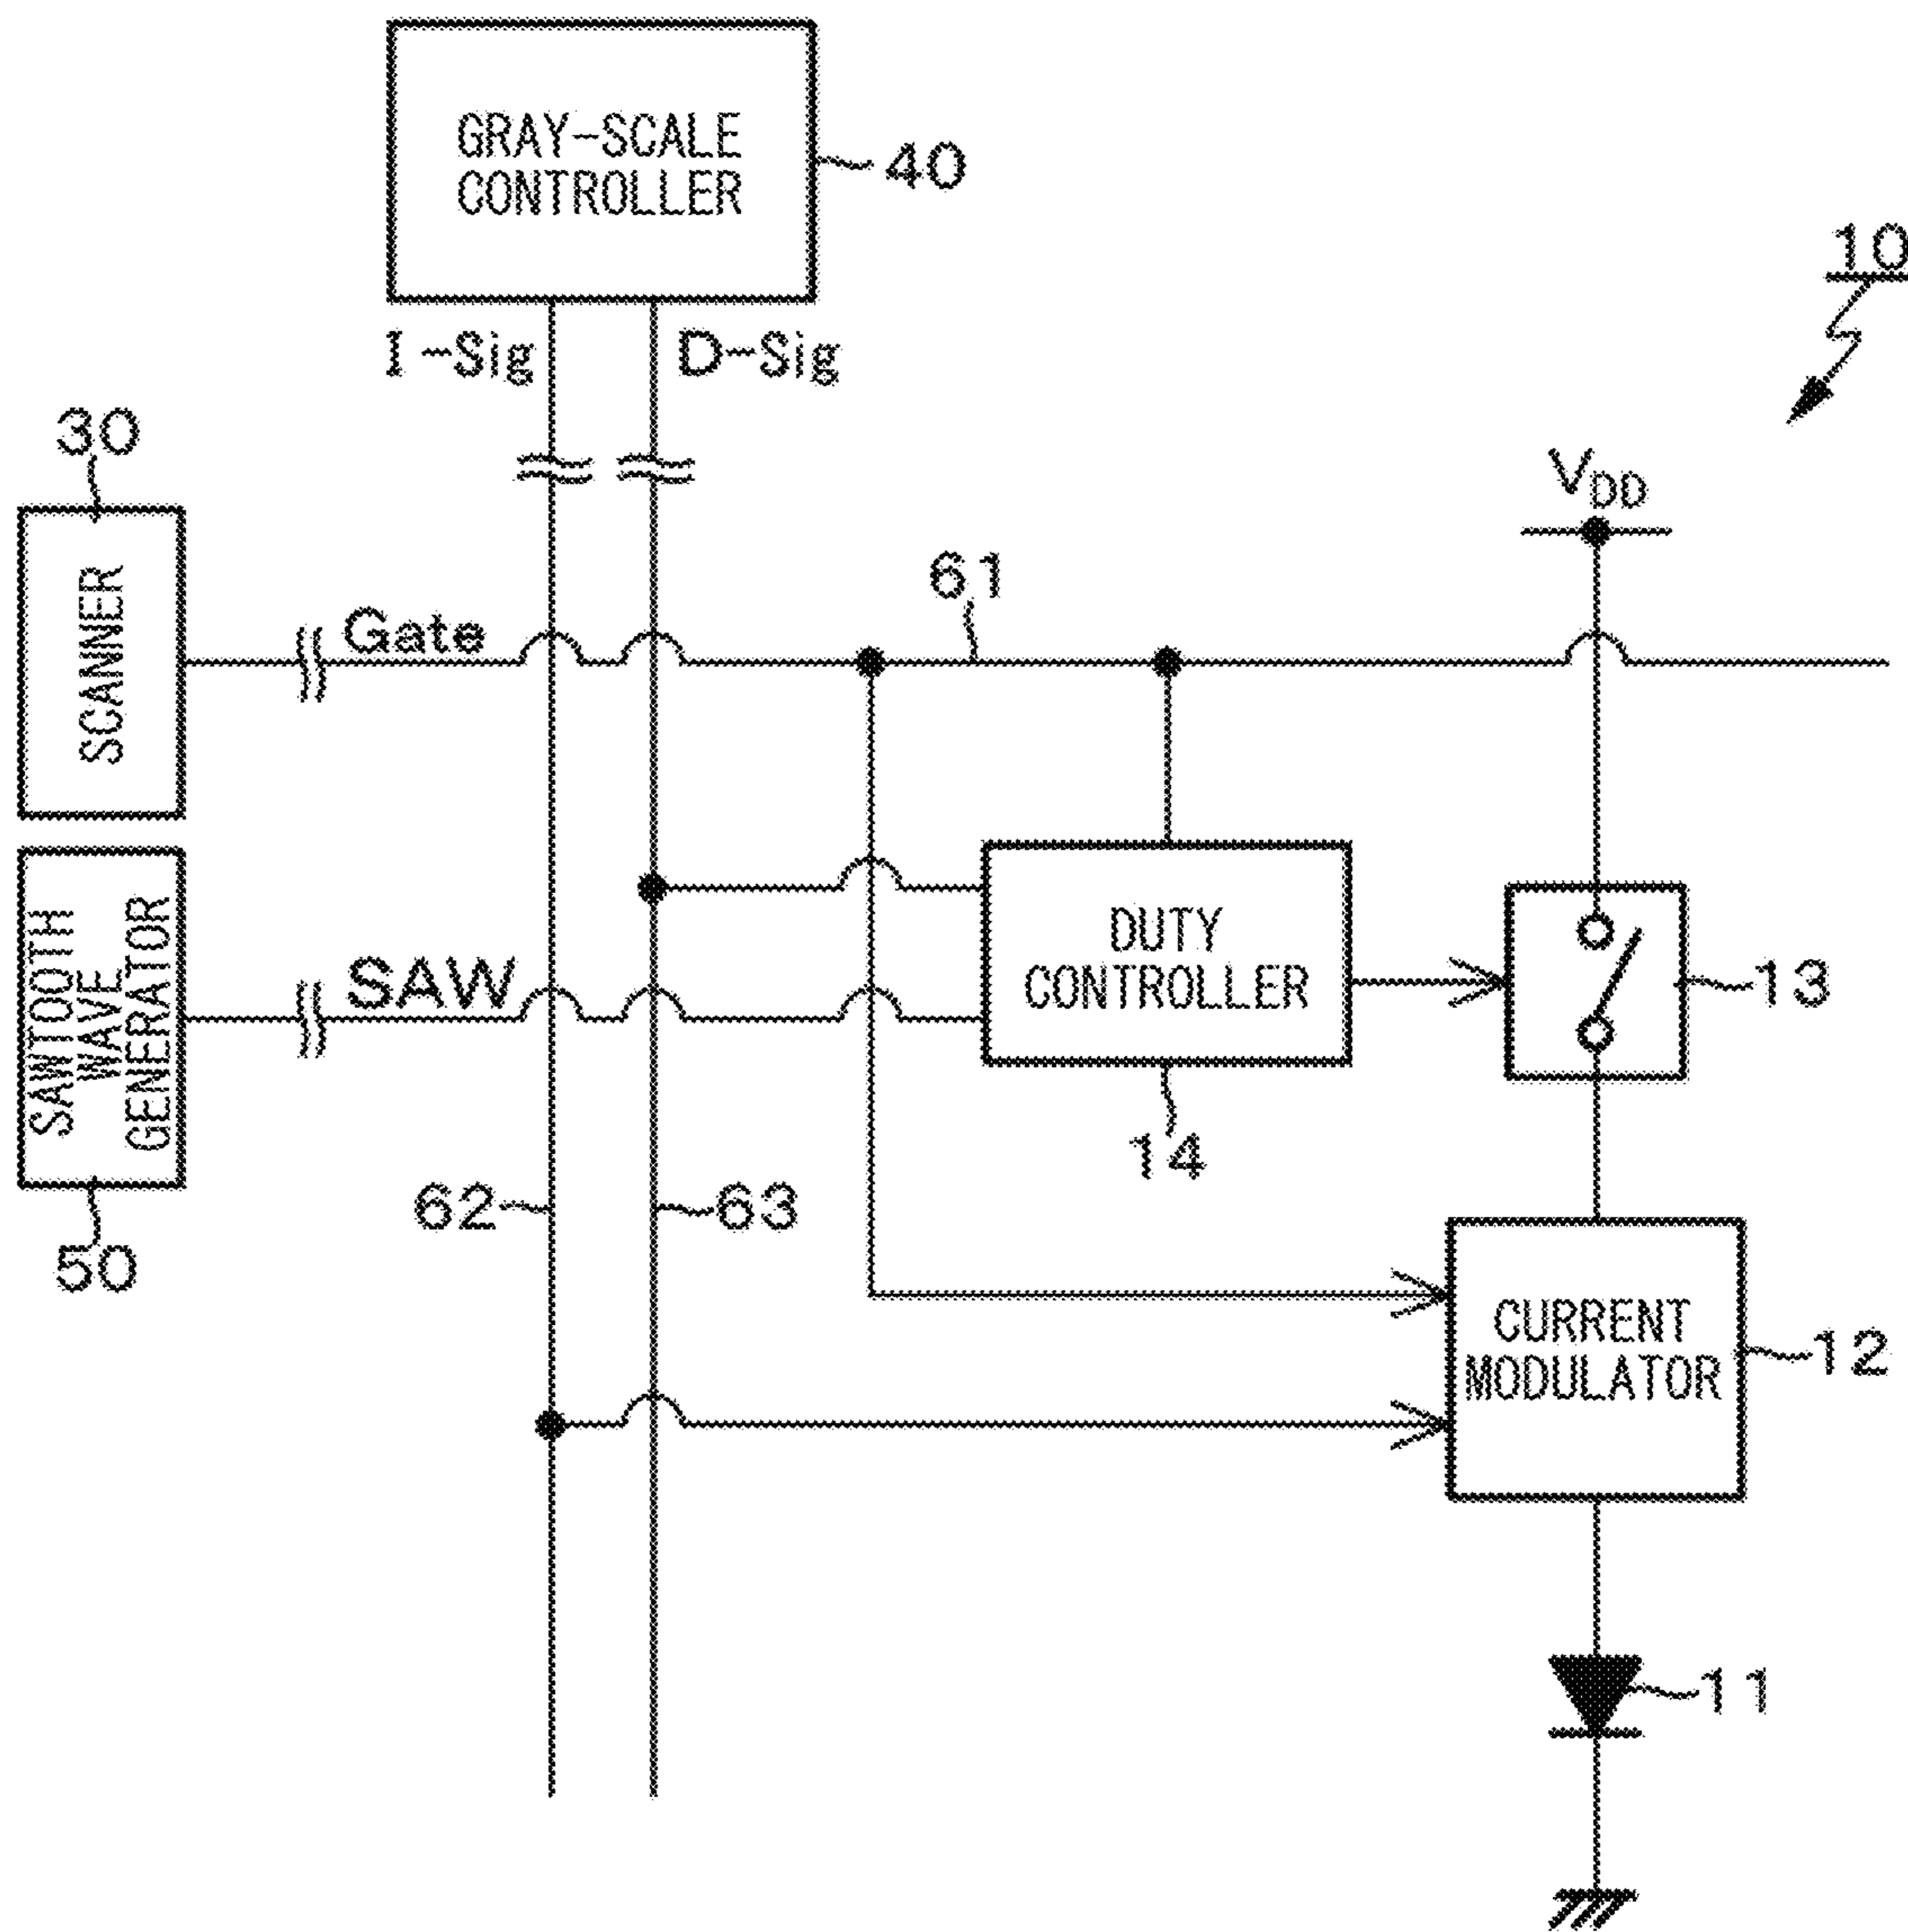 GRAY-SCALE
CONTROLLER
40
10
I-Sig
D-Sig
30
VDD
SCANNER
Gate
61
SAWTOOTH
WAVE
GENERATOR
SAW
DUTY
CONTROLLER
13
14
62
63
50
CURRENT
MODULATOR
12
11